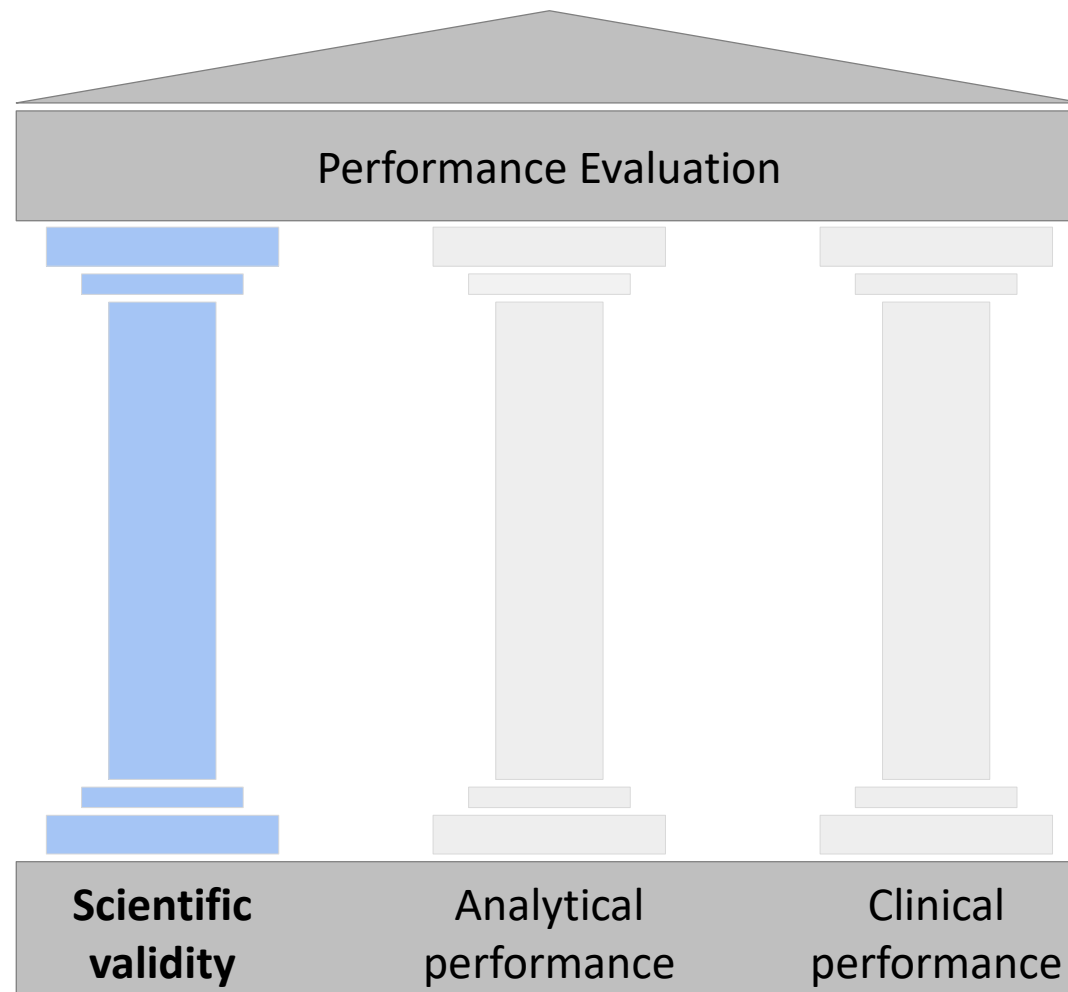 Performance Evaluation
Scientific
validity
Analytical
performance
Clinical
performance